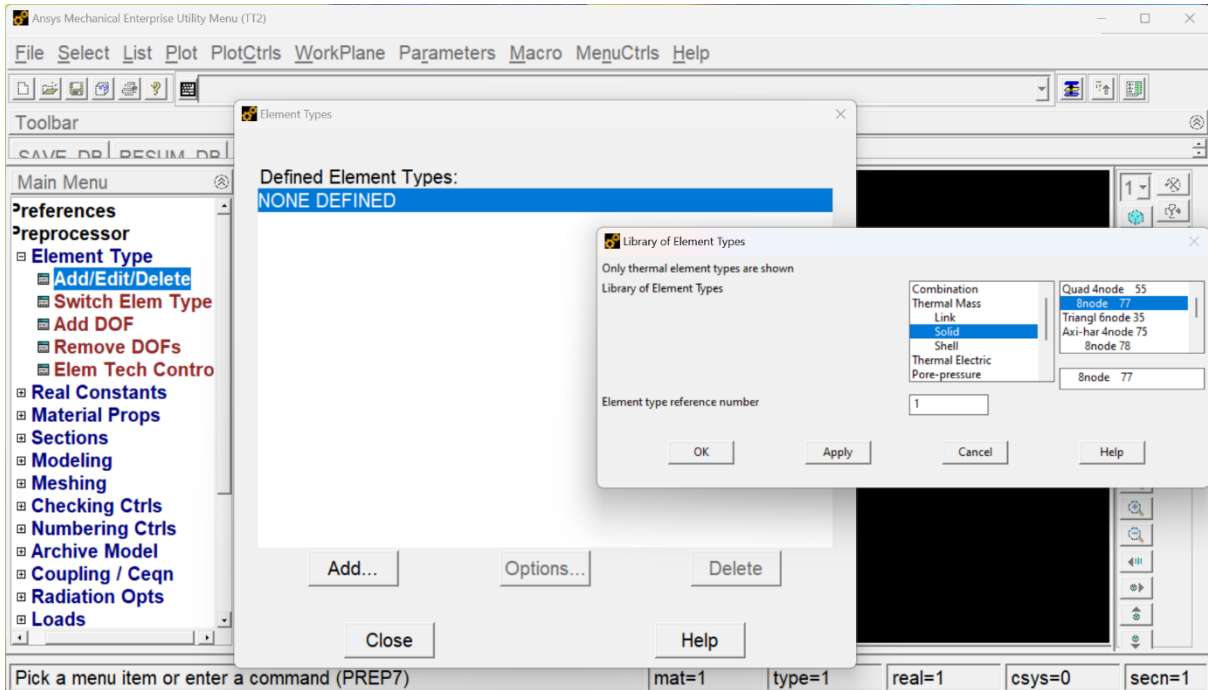 Ansys Mechanical Enterprise Utility Menu (TT2)
File Select List Plot PlotCtrls WorkPlane Parameters Macro MenuCtrls Help
Toolbar
SAVE_DB RESUM_DB
Main Menu
Preferences
Preprocessor
Element Type
Add/Edit/Delete
Switch Elem Type
Add DOF
Remove DOFs
Elem Tech Contro
Real Constants
Material Props
Sections
Modeling
Meshing
Checking Ctrls
Numbering Ctrls
Archive Model
Coupling / Ceqn
Radiation Opts
Loads
Element Types
Defined Element Types:
NONE DEFINED
Add...
Options...
Delete
Close
Help
Library of Element Types
Only thermal element types are shown
Library of Element Types
Combination
Thermal Mass
Link
Solid
Shell
Thermal Electric
Pore-pressure
Quad 4node 55
8node 77
Triangl 6node 35
Axi-har 4node 75
8node 78
8node 77
Element type reference number
1
OK
Apply
Cancel
Help
1
Pick a menu item or enter a command (PREP7)
mat=1
type=1
real=1
csys=0
secn=1